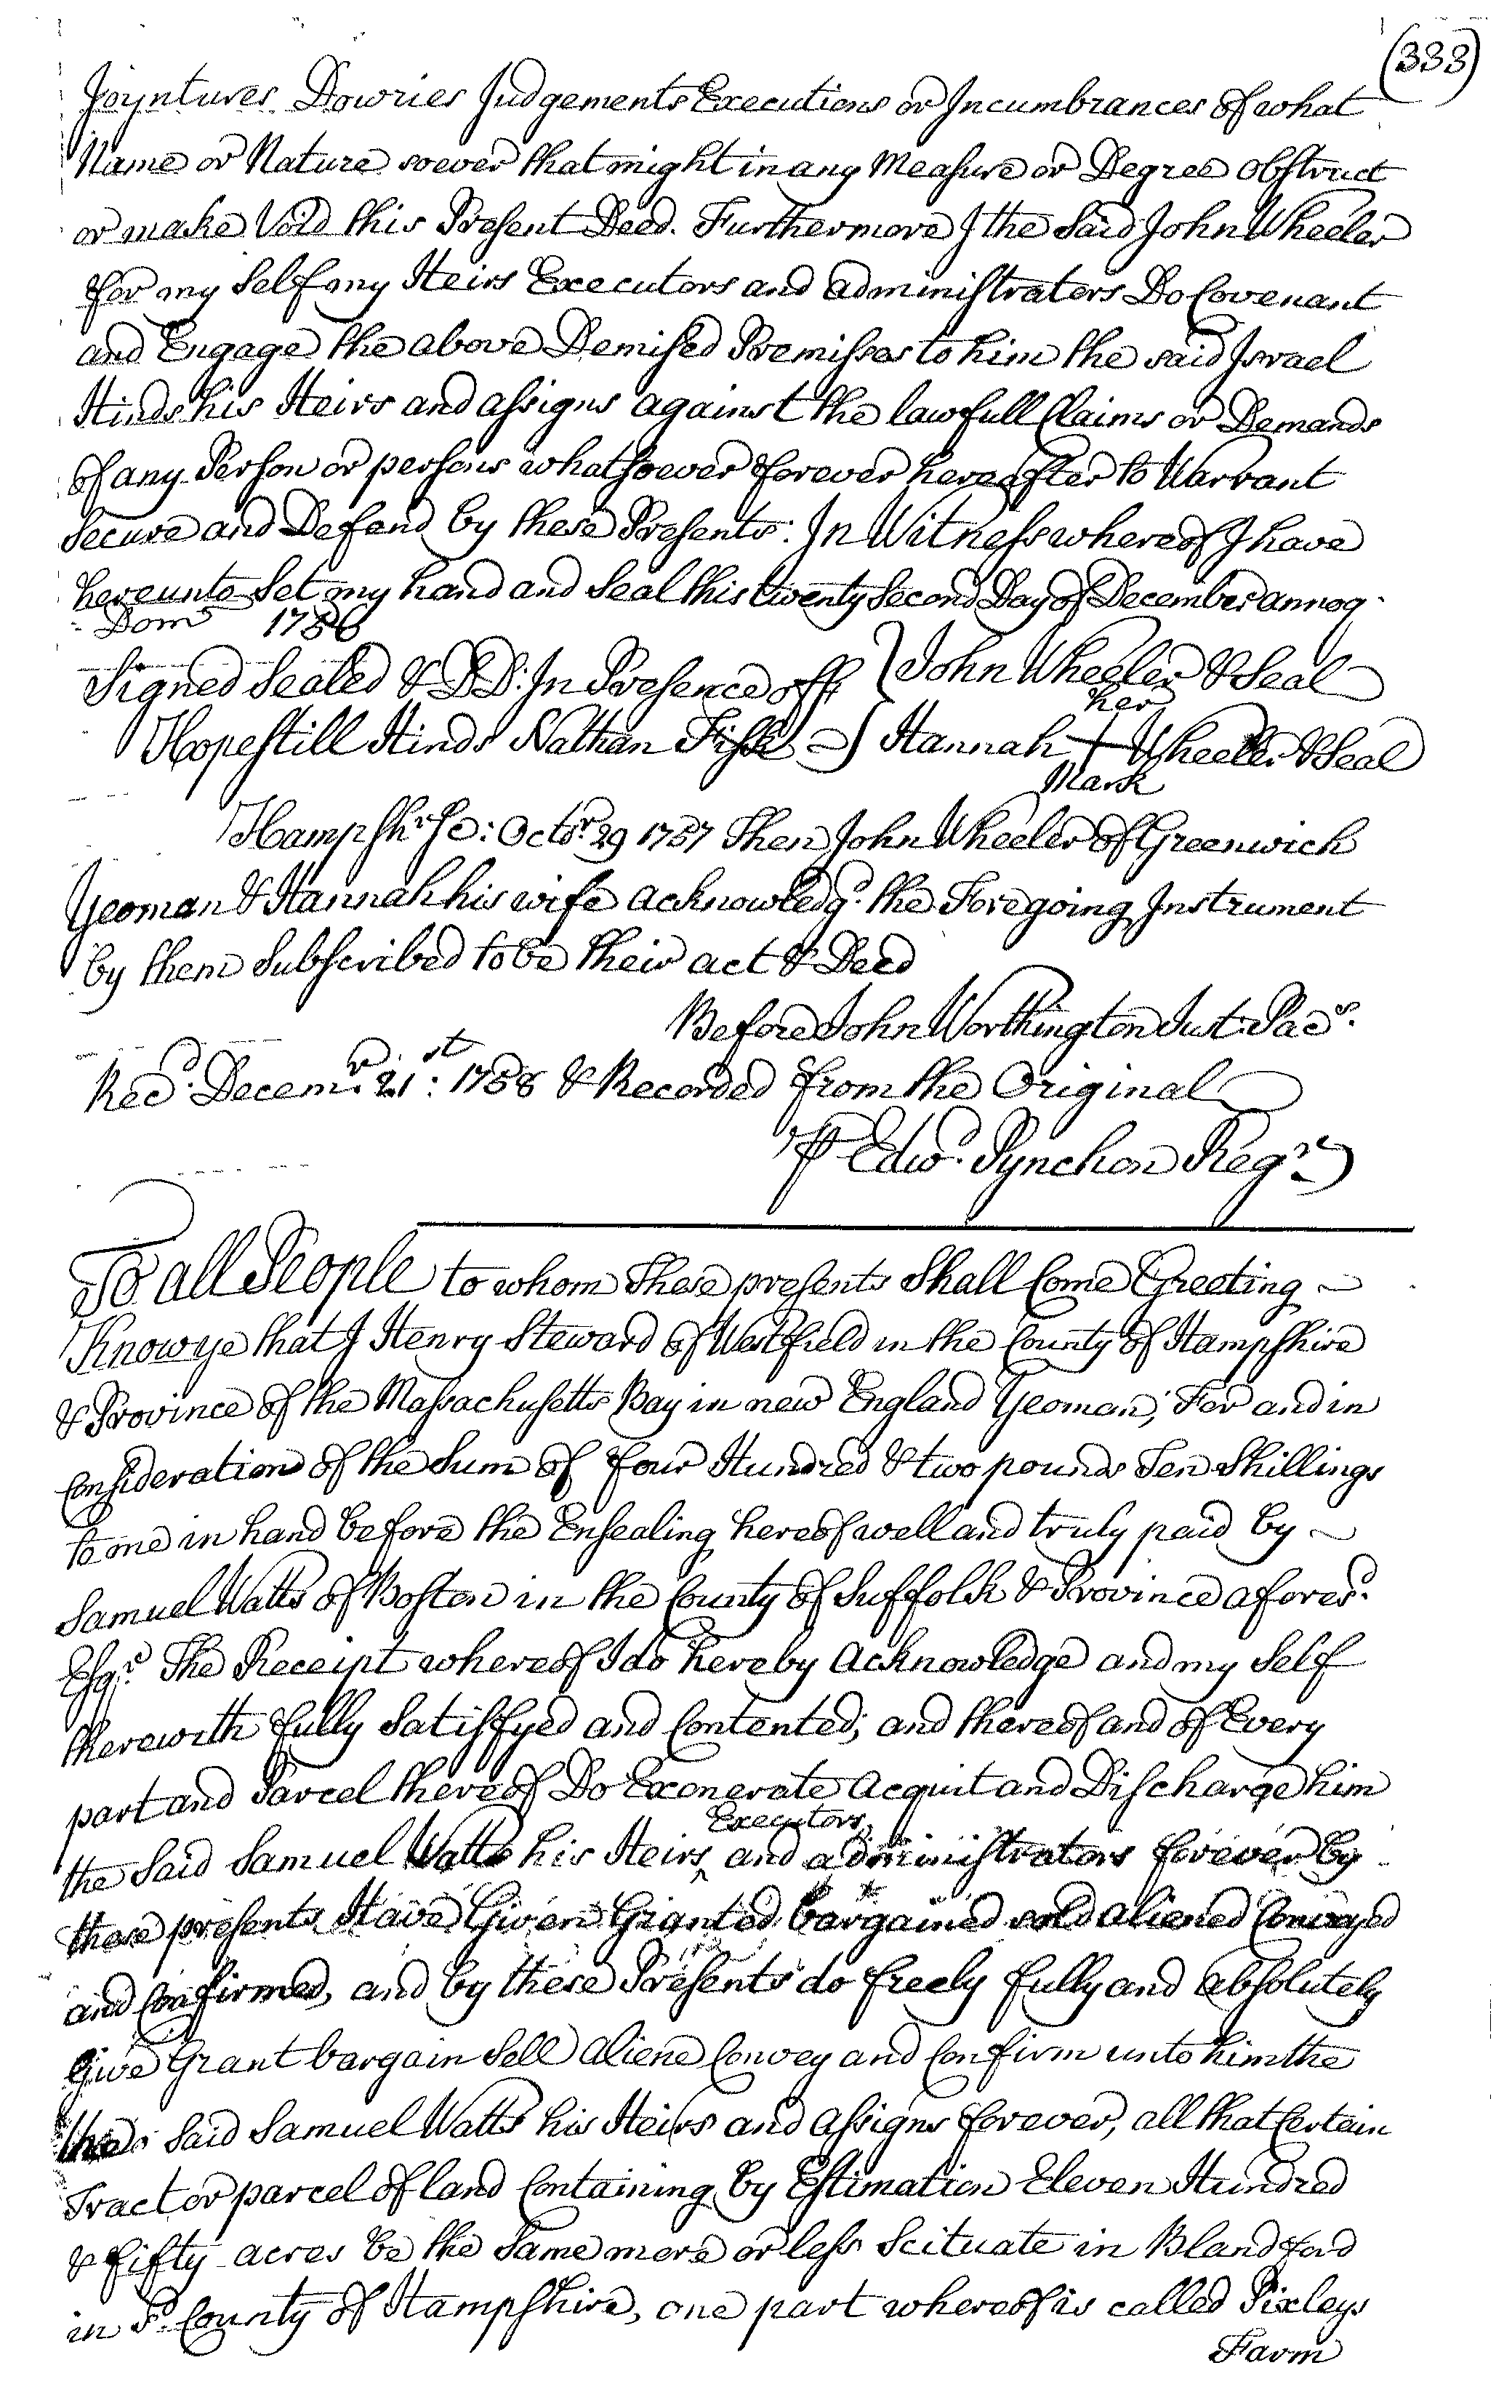 (333)
Joyntures Dowries Judgements Executions or Incumbrances of what
Name or Nature soever that might in any Measure or Degree obstruct
or make Void this Present Deed. Furthermore I the Said John Wheeler
for my Self my Heirs Executors and administraters Do Covenant
and Engage the above Demised Premisses to him the said Israel
Hinds his Heirs and assigns against the lawfull Claims or Demands
of any Person or persons whatsoever forever hereafter to Warrant
Secure and Defend by these Presents: In Witness whereof I have
hereunto Set my hand and Seal this twenty Second Day of December annoq
Dom 1756
Signed Sealed & DD: In Presence off } John Wheeler & Seal
her
Hopestill Hinds Nathan Fisk } Hannah + Wheeler & Seal
Mark
Hampshr Sc: Octor 29 1757 Then John Wheeler of Greenwich
Yeoman & Hannah his wife acknowledgd the Foregoing Instrument
by them Subscribed to be their act & Deed
Before John Worthington Just: Pacs.
Recd Decemr 21st: 1758 & Recorded from the Original
P Edwd Pynchon Regr
To all People to whom These presents Shall Come Greeting
Know ye that I Henry Steward of Westfield in the County of Hampshire
& Province of the Massachusetts Bay in new England Yeoman, For and in
Consideration of the Sum of four Hundred & two pounds Ten Shillings
to me in hand before the Ensealing hereof well and truly paid by
Samuel Watts of Boston in the County of Suffolk & Province aforesd.
Esqr The Receipt whereof I do hereby acknowledge and my Self
therewith fully Satisfyed and Contented; and thereof and of Every
part and Parcel thereof Do Exonerate acquit and Discharge him
Executors
the Said Samuel Watts his Heirs ^ and administrators forever by
these presents Have Given Granted bargained sold aliened Conveyed
and Confirmed, and by these Presents do freely fully and absolutely
Give Grant bargain Sell aliene Convey and Confirm unto him the
the Said Samuel Watts his Heirs and assigns forever, all that Certain
Tract or parcel of land Containing by Estimation Eleven Hundred
& fifty acres be the Same more or less Scituate in Blandford
in sd County of Hampshire, one part whereof is called Pixleys
Farm